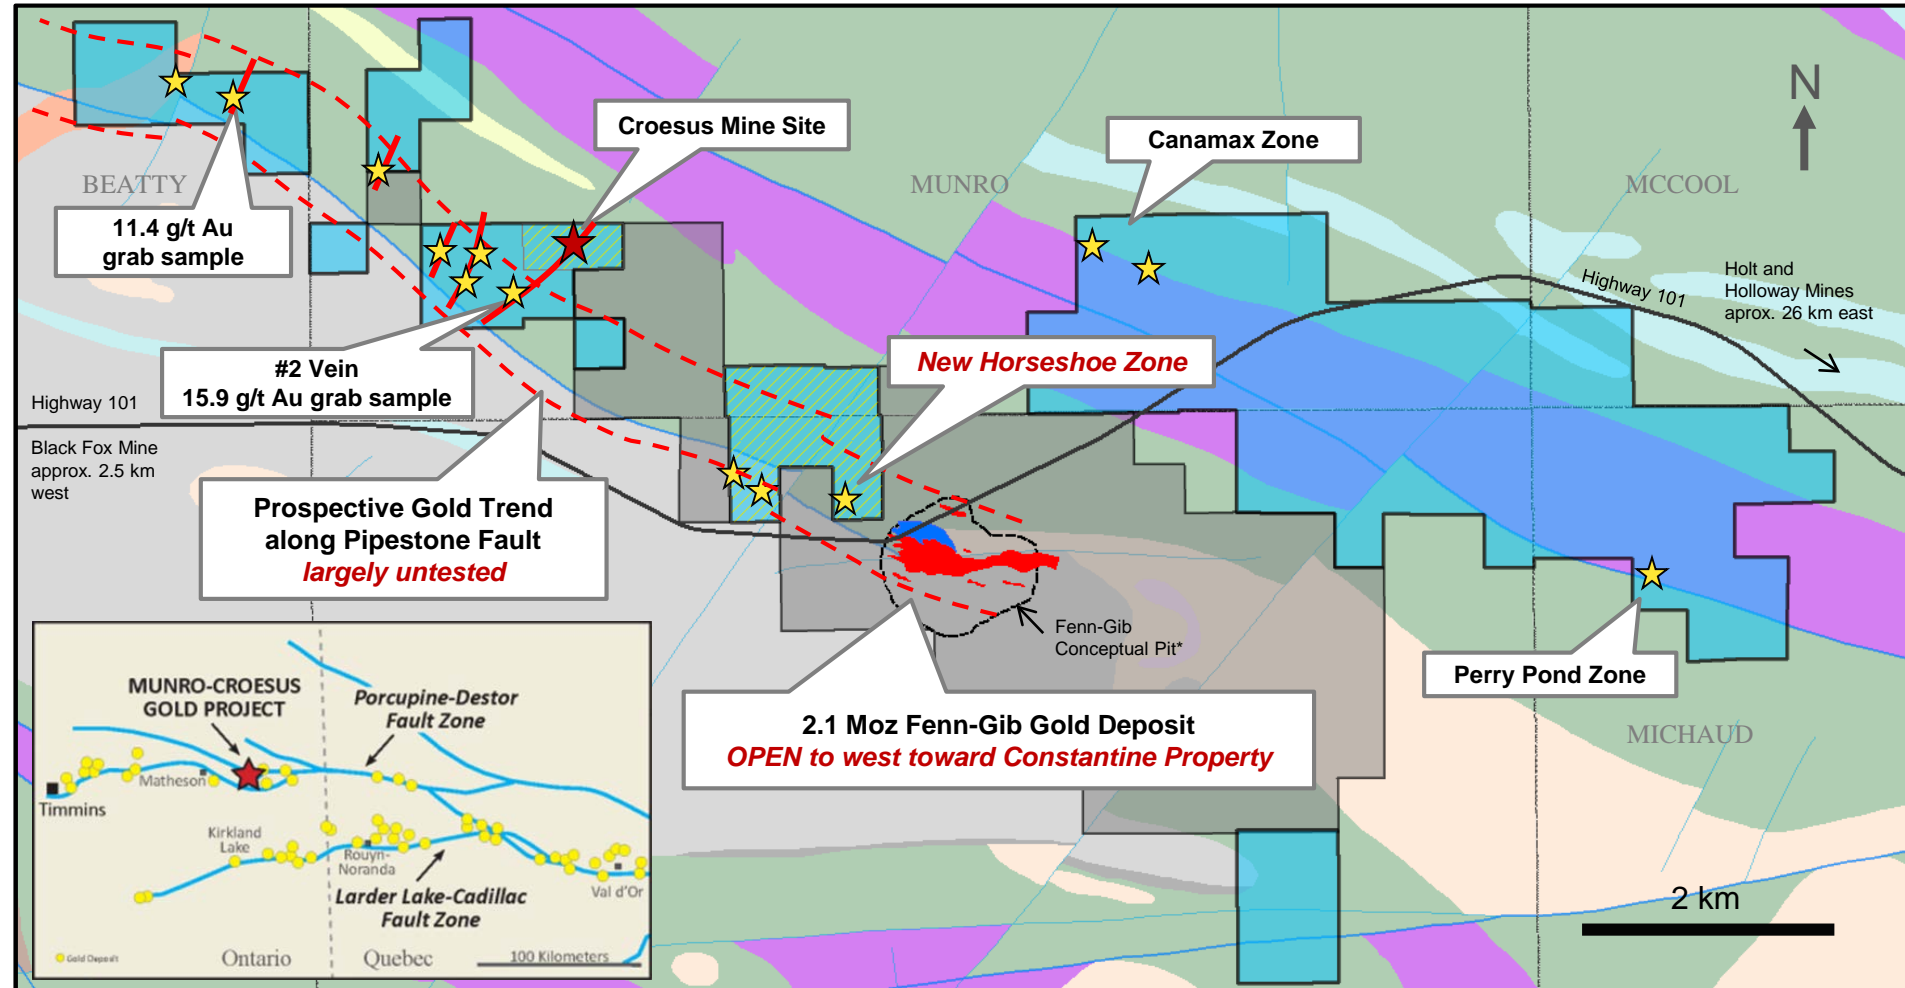 N
Croesus Mine Site
Canamax Zone
BEATTY
MUNRO
MCCOOL
11.4 g/t Au
grab sample
Highway 101
Holt and
Holloway Mines
aprox. 26 km east
#2 Vein
15.9 g/t Au grab sample
New Horseshoe Zone
Highway 101
Black Fox Mine
approx. 2.5 km
west
Prospective Gold Trend
along Pipestone Fault
largely untested
Fenn-Gib
Conceptual Pit*
Perry Pond Zone
2.1 Moz Fenn-Gib Gold Deposit
OPEN to west toward Constantine Property
MICHAUD
2 km
MUNRO-CROESUS
GOLD PROJECT
Porcupine-Destor
Fault Zone
Matheson
Timmins
Kirkland
Lake
Rouyn-
Noranda
Val d'Or
Larder Lake-Cadillac
Fault Zone
Gold Deposit
Ontario
Quebec
100 Kilometers